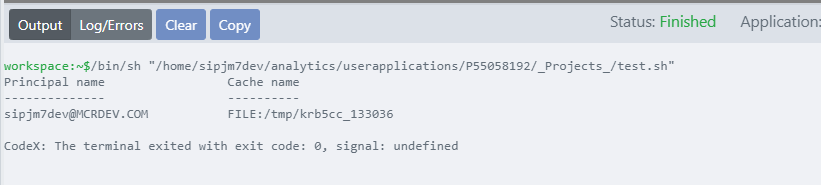 Output Log/Errors Clear Copy Status: Finished Application:
workspace:~$/bin/sh "/home/sipjm7dev/analytics/userapplications/P55058192/_Projects_/test.sh"
Principal name Cache name
-------------- ----------
sipjm7dev@MCRDEV.COM FILE:/tmp/krb5cc_133036
CodeX: The terminal exited with exit code: 0, signal: undefined